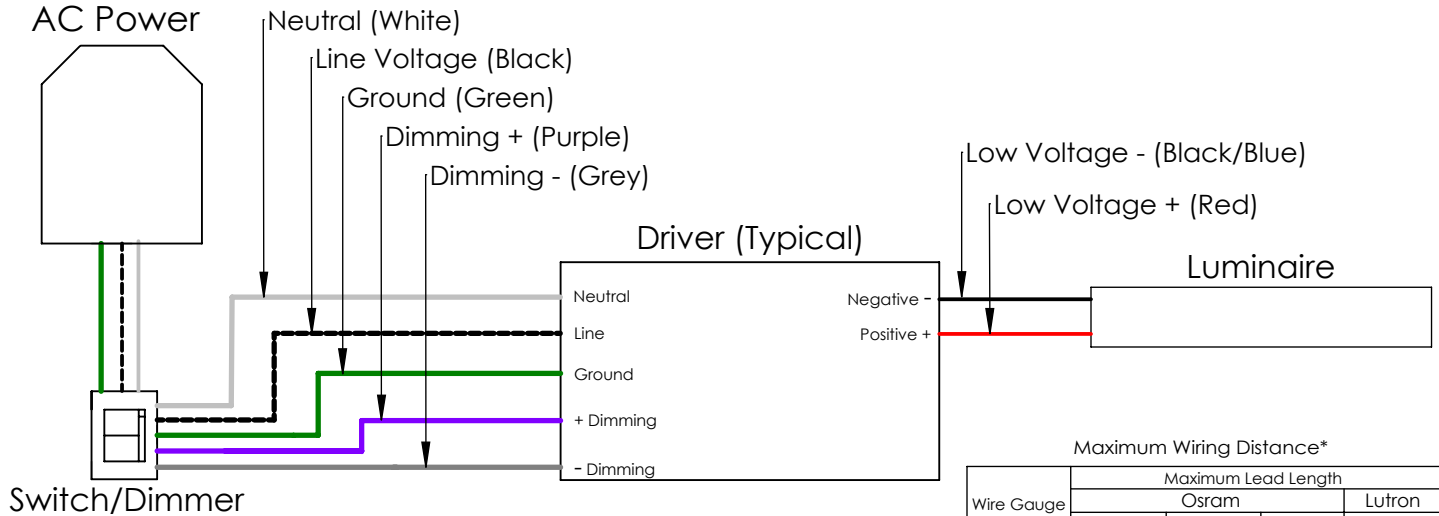 AC Power
Neutral (White)
Line Voltage (Black)
Ground (Green)
Dimming + (Purple)
Dimming - (Grey)
Low Voltage - (Black/Blue)
Low Voltage + (Red)
Driver (Typical)
Luminaire
Neutral
Negative -
Line
Positive +
Ground
+ Dimming
- Dimming
Switch/Dimmer
Maximum Wiring Distance*
Maximum Lead Length
Wire Gauge
Osram
Lutron